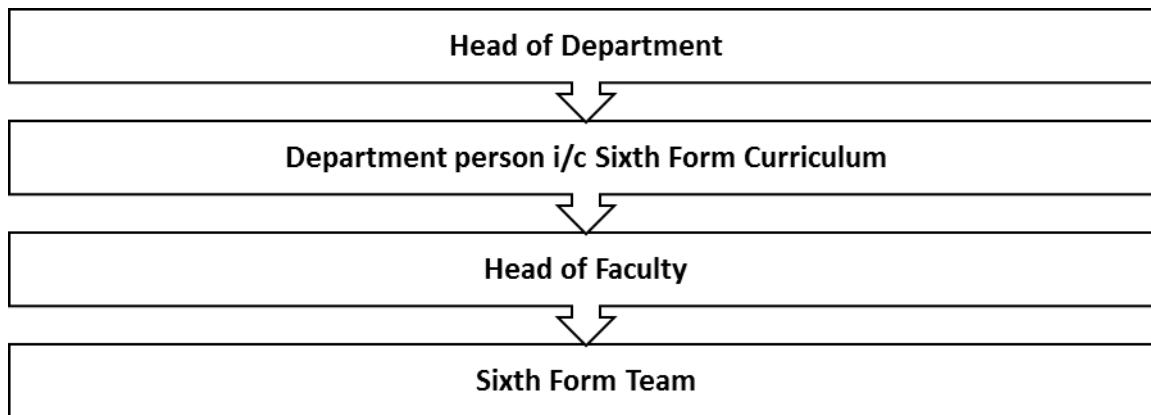 Head of Department
Department person i/c Sixth Form Curriculum
Head of Faculty
Sixth Form Team